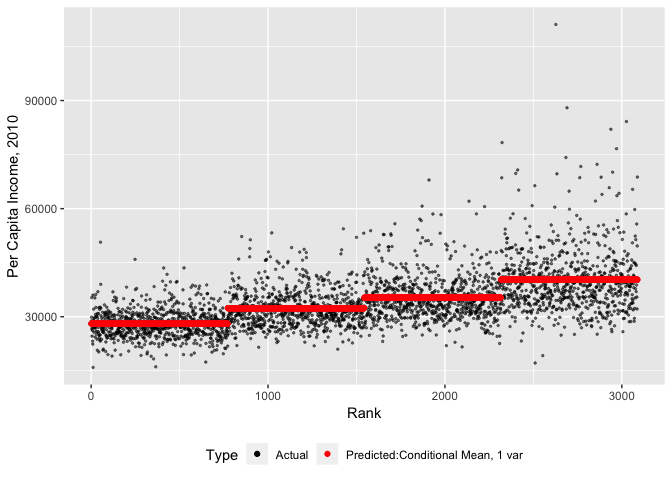 90000
60000
30000
Per Capita Income, 2010
0 1000 2000 3000
Rank
Type Actual Predicted:Conditional Mean, 1 var